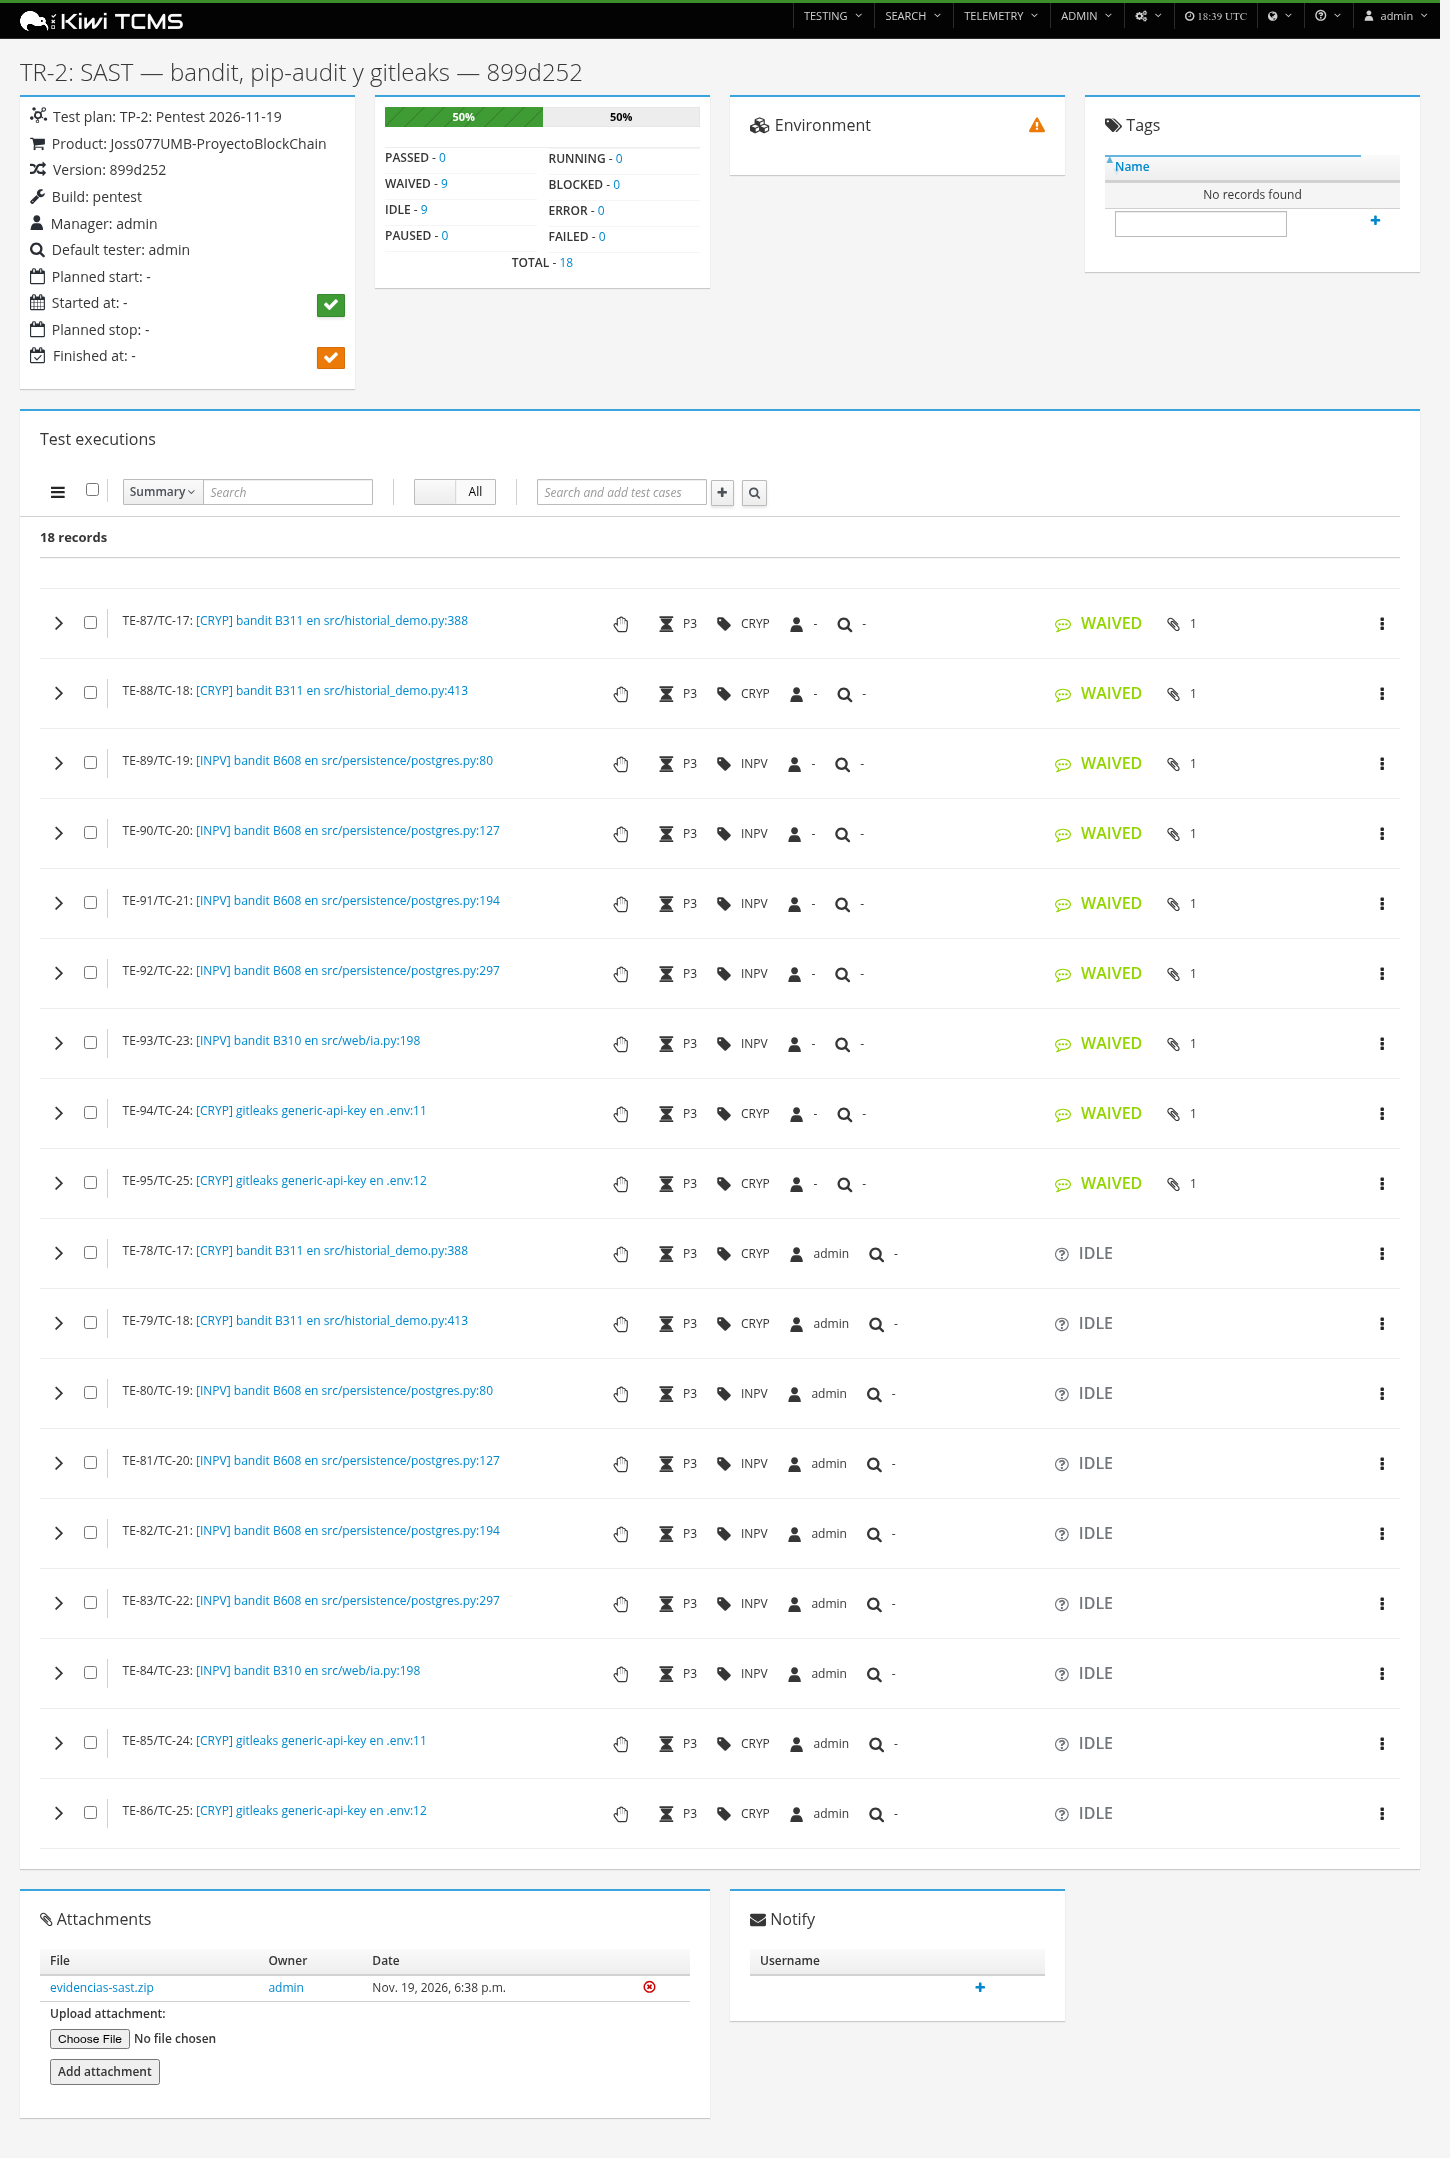 Kiwi TCMS
TESTING SEARCH TELEMETRY ADMIN 18:39 UTC admin
TR-2: SAST — bandit, pip-audit y gitleaks — 899d252
Test plan: TP-2: Pentest 2026-11-19
Product: Joss077UMB-ProyectoBlockChain
Version: 899d252
Build: pentest
Manager: admin
Default tester: admin
Planned start: -
Started at: -
Planned stop: -
Finished at: -
50% 50%
PASSED - 0 RUNNING - 0
WAIVED - 9 BLOCKED - 0
IDLE - 9 ERROR - 0
PAUSED - 0 FAILED - 0
TOTAL - 18
Environment
Tags
Name
No records found
Test executions
Summary Search All Search and add test cases
18 records
TE-87/TC-17: [CRYP] bandit B311 en src/historial_demo.py:388 P3 CRYP - - WAIVED 1
TE-88/TC-18: [CRYP] bandit B311 en src/historial_demo.py:413 P3 CRYP - - WAIVED 1
TE-89/TC-19: [INPV] bandit B608 en src/persistence/postgres.py:80 P3 INPV - - WAIVED 1
TE-90/TC-20: [INPV] bandit B608 en src/persistence/postgres.py:127 P3 INPV - - WAIVED 1
TE-91/TC-21: [INPV] bandit B608 en src/persistence/postgres.py:194 P3 INPV - - WAIVED 1
TE-92/TC-22: [INPV] bandit B608 en src/persistence/postgres.py:297 P3 INPV - - WAIVED 1
TE-93/TC-23: [INPV] bandit B310 en src/web/ia.py:198 P3 INPV - - WAIVED 1
TE-94/TC-24: [CRYP] gitleaks generic-api-key en .env:11 P3 CRYP - - WAIVED 1
TE-95/TC-25: [CRYP] gitleaks generic-api-key en .env:12 P3 CRYP - - WAIVED 1
TE-78/TC-17: [CRYP] bandit B311 en src/historial_demo.py:388 P3 CRYP admin - IDLE
TE-79/TC-18: [CRYP] bandit B311 en src/historial_demo.py:413 P3 CRYP admin - IDLE
TE-80/TC-19: [INPV] bandit B608 en src/persistence/postgres.py:80 P3 INPV admin - IDLE
TE-81/TC-20: [INPV] bandit B608 en src/persistence/postgres.py:127 P3 INPV admin - IDLE
TE-82/TC-21: [INPV] bandit B608 en src/persistence/postgres.py:194 P3 INPV admin - IDLE
TE-83/TC-22: [INPV] bandit B608 en src/persistence/postgres.py:297 P3 INPV admin - IDLE
TE-84/TC-23: [INPV] bandit B310 en src/web/ia.py:198 P3 INPV admin - IDLE
TE-85/TC-24: [CRYP] gitleaks generic-api-key en .env:11 P3 CRYP admin - IDLE
TE-86/TC-25: [CRYP] gitleaks generic-api-key en .env:12 P3 CRYP admin - IDLE
Attachments
File Owner Date
evidencias-sast.zip admin Nov. 19, 2026, 6:38 p.m.
Upload attachment:
Choose File No file chosen
Add attachment
Notify
Username